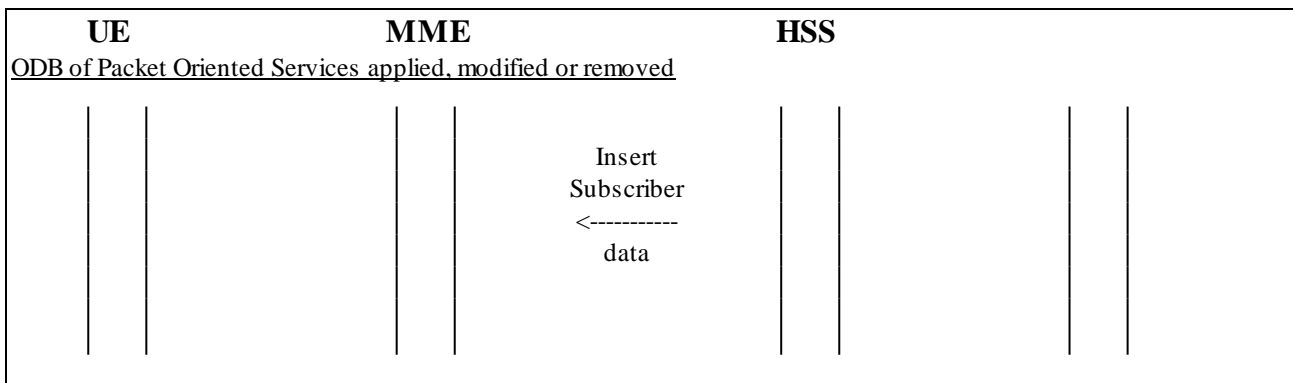 UE MME HSS
ODB of Packet Oriented Services applied, modified or removed
Insert
Subscriber
<-----------
data